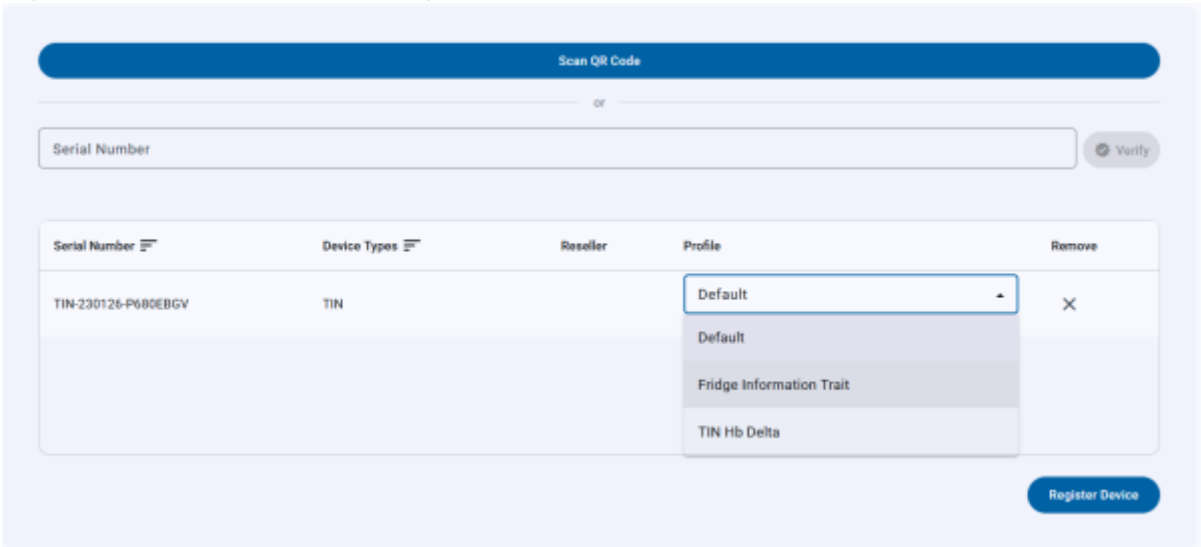 Scan QR Code
or
Serial Number
Verify
Serial Number Device Types Reseller Profile Remove
TIN-230126-P680EBGV TIN Default
Default
Fridge Information Trait
TIN Hb Delta
Register Device